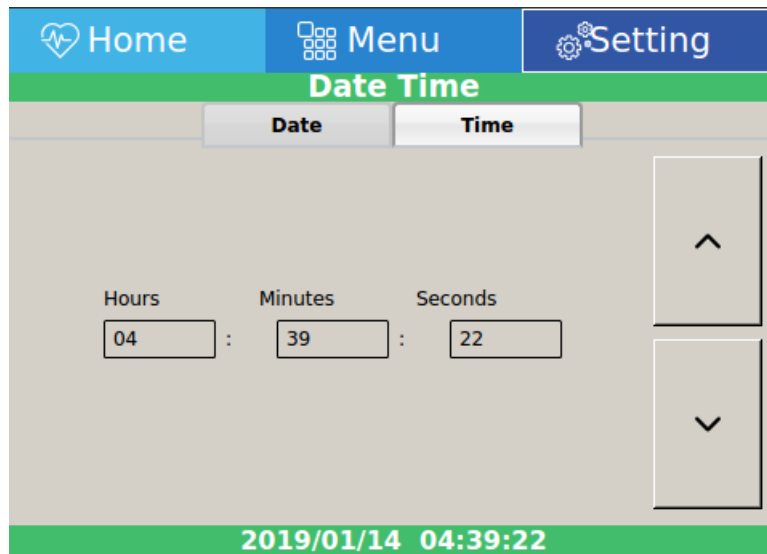 Home Menu Setting
Date Time
Date Time
Hours Minutes Seconds
04 : 39 : 22
2019/01/14 04:39:22